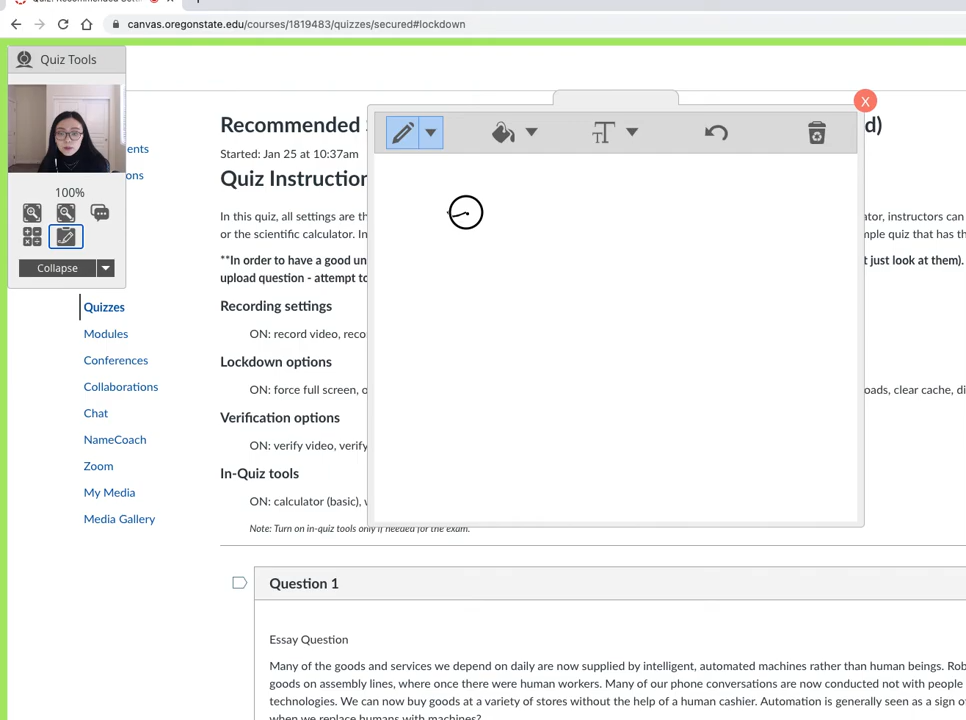 canvas.oregonstate.edu/courses/1819483/quizzes/secured#lockdown
Quiz Tools
100%
Collapse
ents
ons
Quizzes
Modules
Conferences
Collaborations
Chat
NameCoach
Zoom
My Media
Media Gallery
X
T
Recommended
d)
Started: Jan 25 at 10:37am
Quiz Instruction
In this quiz, all settings are th
ator, instructors can
or the scientific calculator. In
mple quiz that has th
**In order to have a good un
t just look at them).
upload question - attempt to
Recording settings
ON: record video, reco
Lockdown options
ON: force full screen, o
oads, clear cache, di
Verification options
ON: verify video, verify
In-Quiz tools
ON: calculator (basic), w
Note: Turn on in-quiz tools only if needed for the exam.
Question 1
Essay Question
Many of the goods and services we depend on daily are now supplied by intelligent, automated machines rather than human beings. Rob
goods on assembly lines, where once there were human workers. Many of our phone conversations are now conducted not with people
technologies. We can now buy goods at a variety of stores without the help of a human cashier. Automation is generally seen as a sign o
when we replace humans with machines?